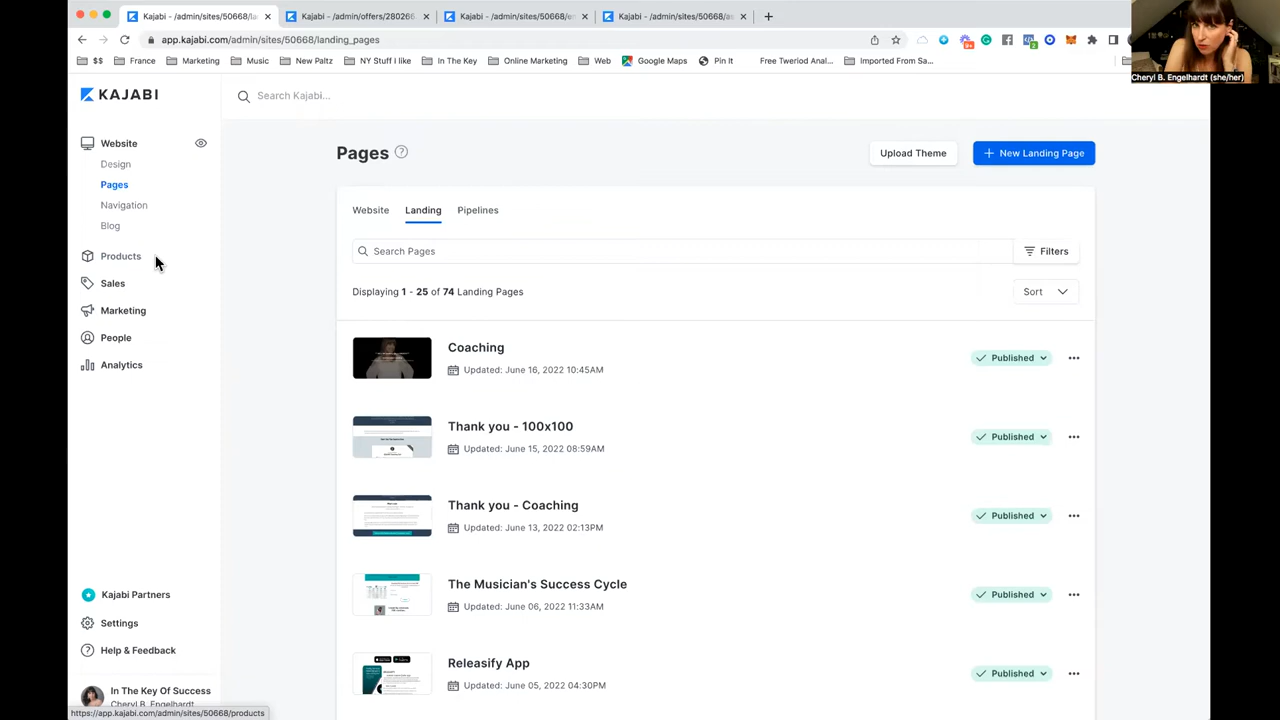 Kajabi - /admin/sites/50668/la
Kajabi - /admin/offers/280266
Kajabi - /admin/sites/50668/e
Kajabi - /admin/sites/50668/a
app.kajabi.com/admin/sites/50668/landing_pages
$$ France Marketing Music New Paltz NY Stuff I like In The Key Online Marketing Web Google Maps Pin It Free Tweriod Anal... Imported From Sa...
Cheryl B. Engelhardt (she/her)
KAJABI
Search Kajabi...
Website
Design
Pages
Navigation
Blog
Products
Sales
Marketing
People
Analytics
Kajabi Partners
Settings
Help & Feedback
In The Key Of Success
Cheryl B. Engelhardt
https://app.kajabi.com/admin/sites/50668/products
Pages
Upload Theme
New Landing Page
Website Landing Pipelines
Search Pages
Filters
Displaying 1 - 25 of 74 Landing Pages
Sort
Coaching
Updated: June 16, 2022 10:45AM
Published
Thank you - 100x100
Updated: June 15, 2022 08:59AM
Published
Thank you - Coaching
Updated: June 13, 2022 02:13PM
Published
The Musician's Success Cycle
Updated: June 06, 2022 11:33AM
Published
Releasify App
Updated: June 05, 2022 04:30PM
Published